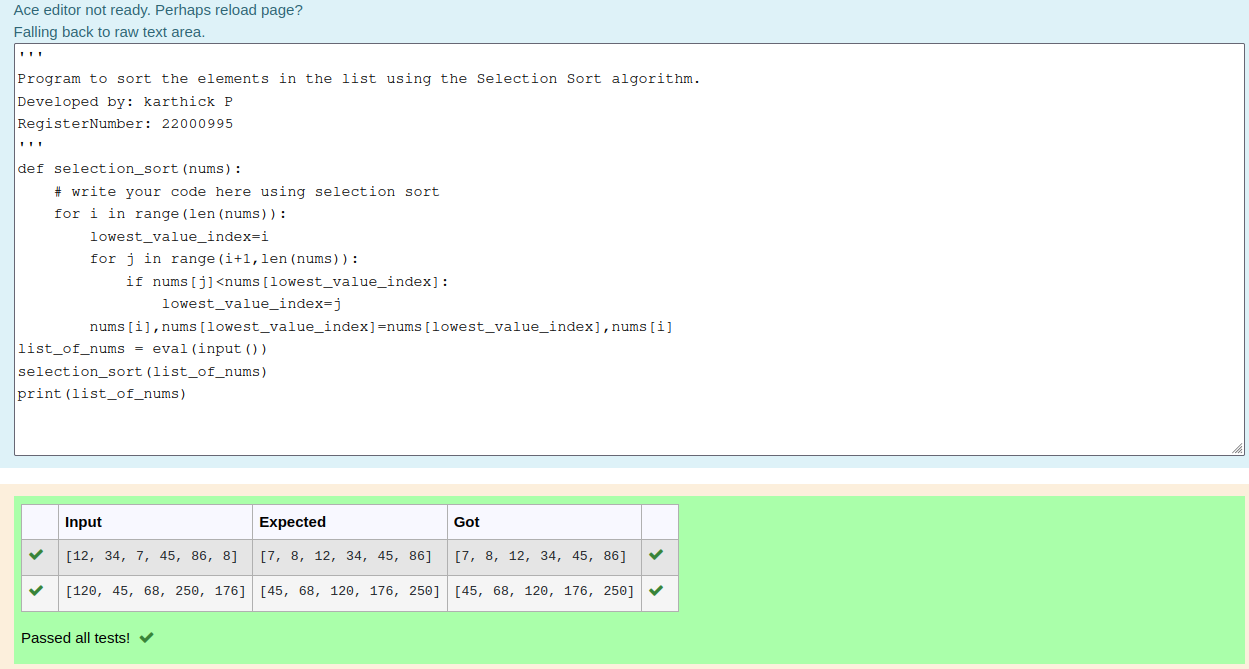 Ace editor not ready. Perhaps reload page?
Falling back to raw text area.
'''
Program to sort the elements in the list using the Selection Sort algorithm.
Developed by: karthick P
RegisterNumber: 22000995
'''
def selection_sort(nums):
    # write your code here using selection sort
    for i in range(len(nums)):
        lowest_value_index=i
        for j in range(i+1,len(nums)):
            if nums[j]<nums[lowest_value_index]:
                lowest_value_index=j
        nums[i],nums[lowest_value_index]=nums[lowest_value_index],nums[i]
list_of_nums = eval(input())
selection_sort(list_of_nums)
print(list_of_nums)
Input Expected Got
[12, 34, 7, 45, 86, 8] [7, 8, 12, 34, 45, 86] [7, 8, 12, 34, 45, 86]
[120, 45, 68, 250, 176] [45, 68, 120, 176, 250] [45, 68, 120, 176, 250]
Passed all tests!